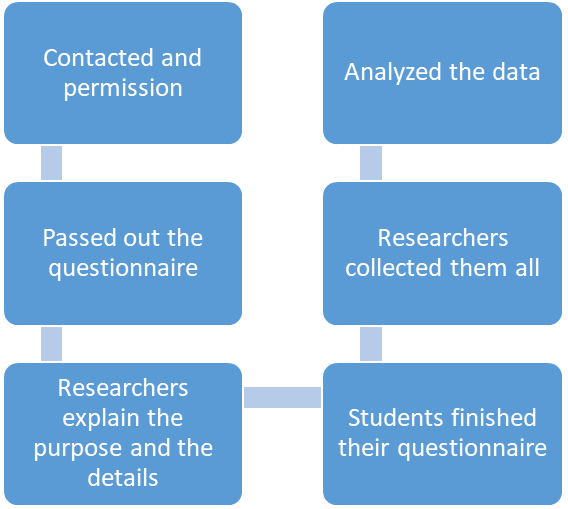 Contacted and
permission
Passed out the
questionnaire
Researchers
explain the
purpose and the
details
Students finished
their questionnaire
Researchers
collected them all
Analyzed the data